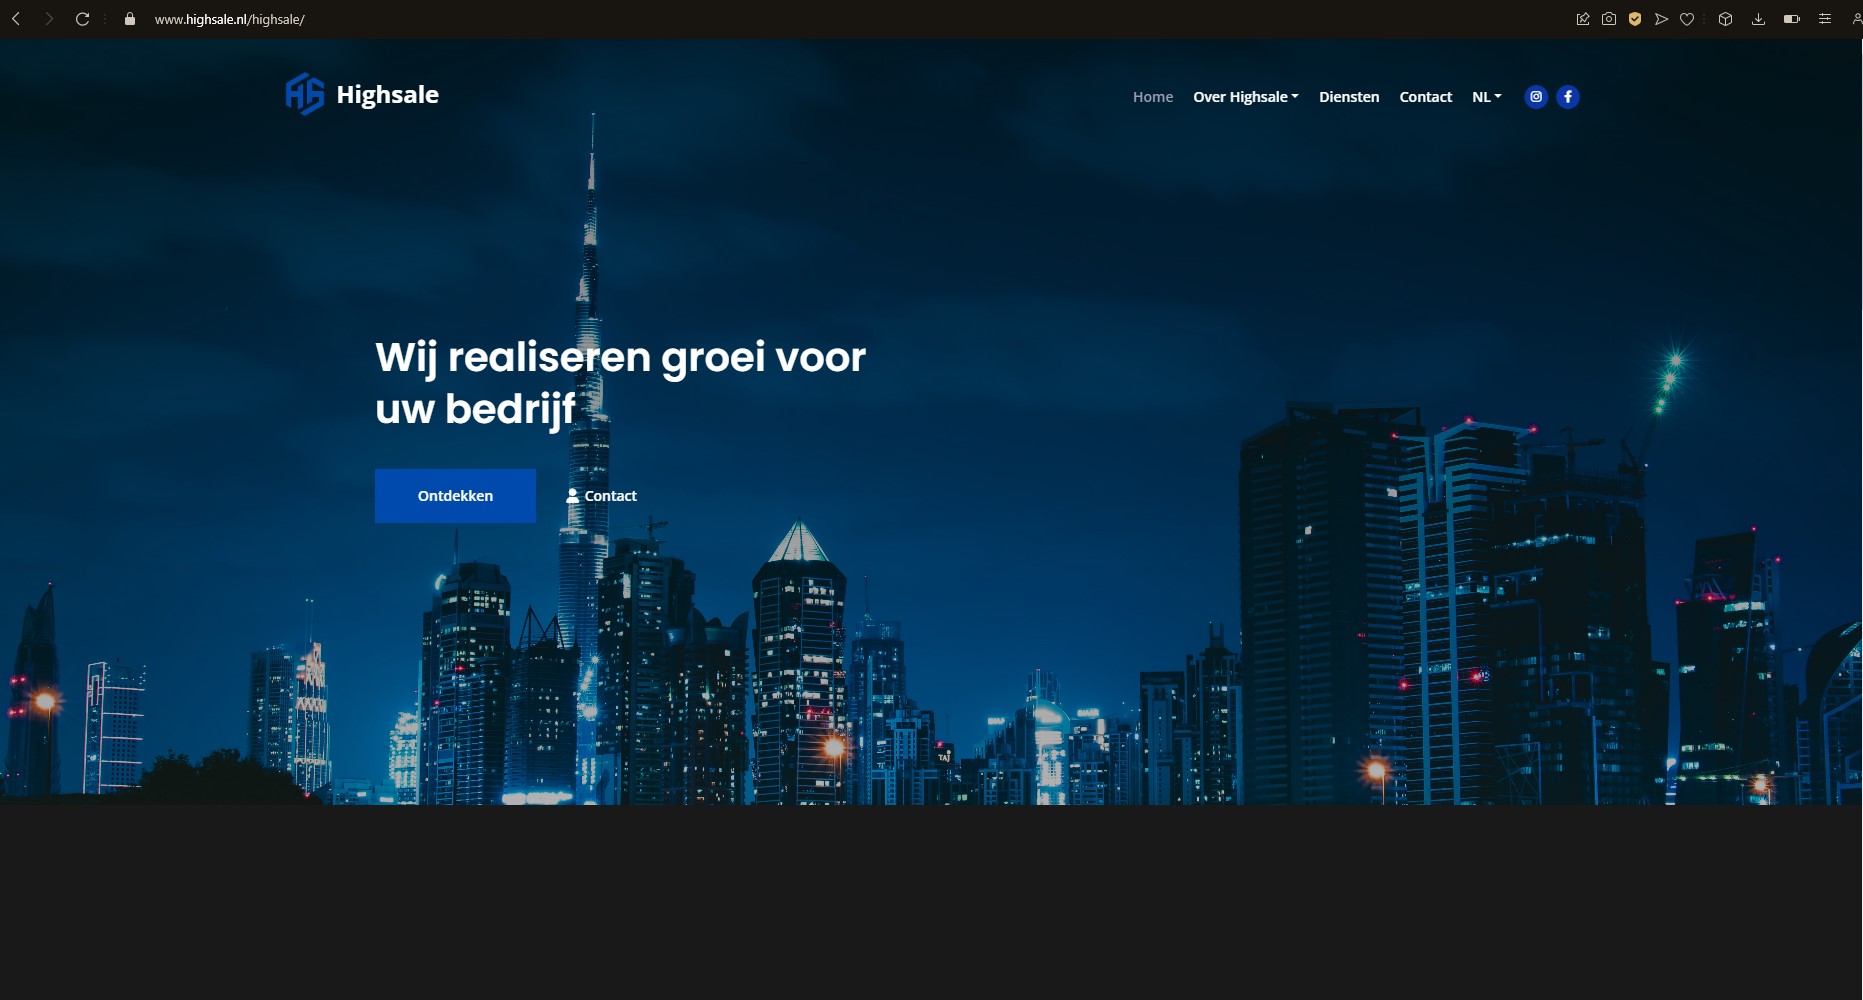 www.highsale.nl/highsale/
Highsale
Home Over Highsale Diensten Contact NL
Wij realiseren groei voor
uw bedrijf
Ontdekken Contact
TAJ